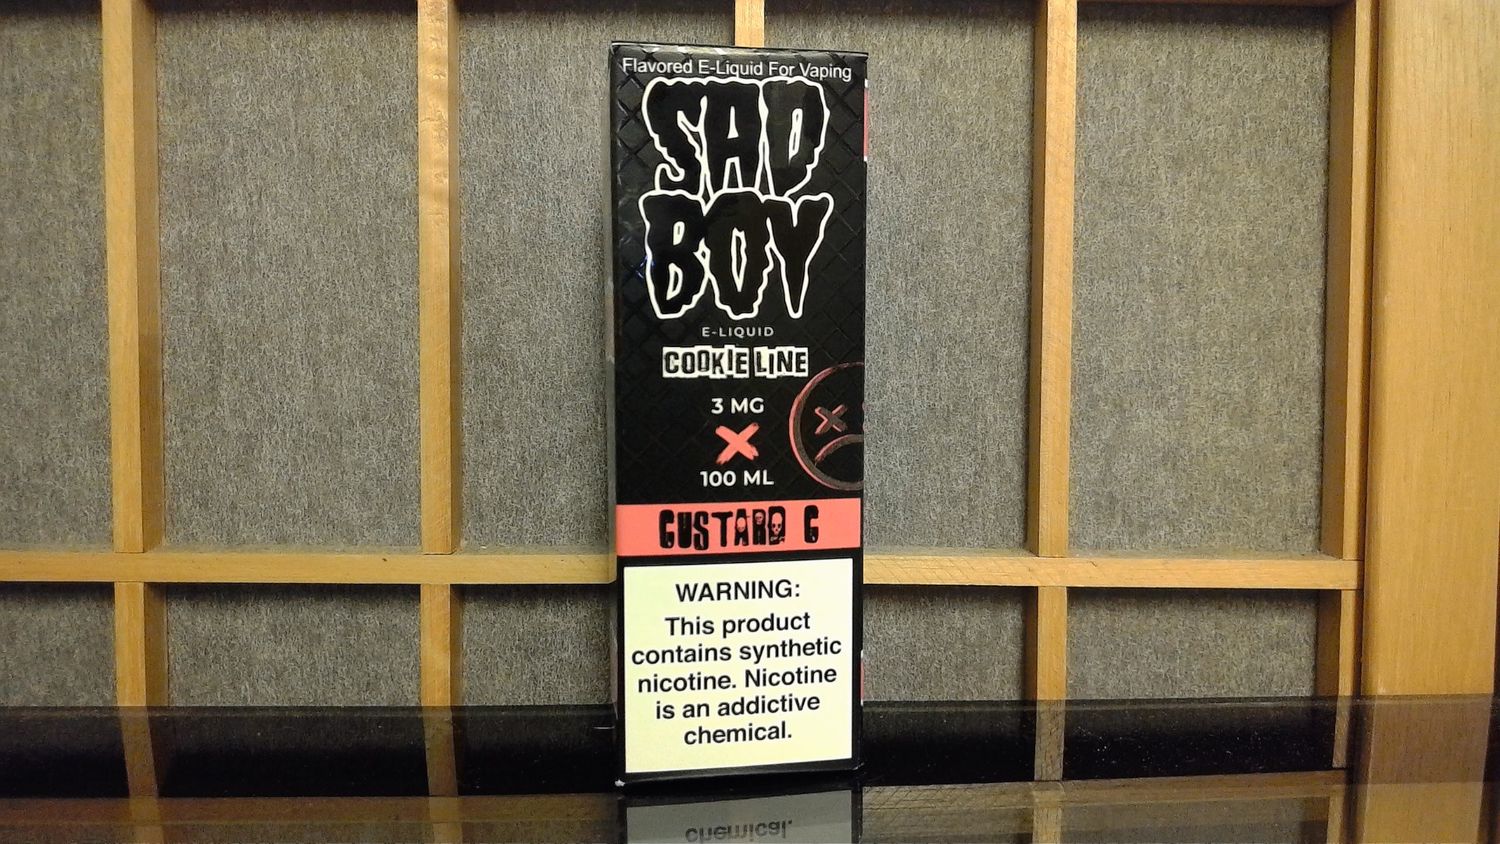 Flavored E-Liquid For Vaping
SAD
BOY
E-LIQUID
COOKIE LINE
3 MG
X
100 ML
CUSTARD C
WARNING:
This product
contains synthetic
nicotine. Nicotine
is an addictive
chemical.
chemical.